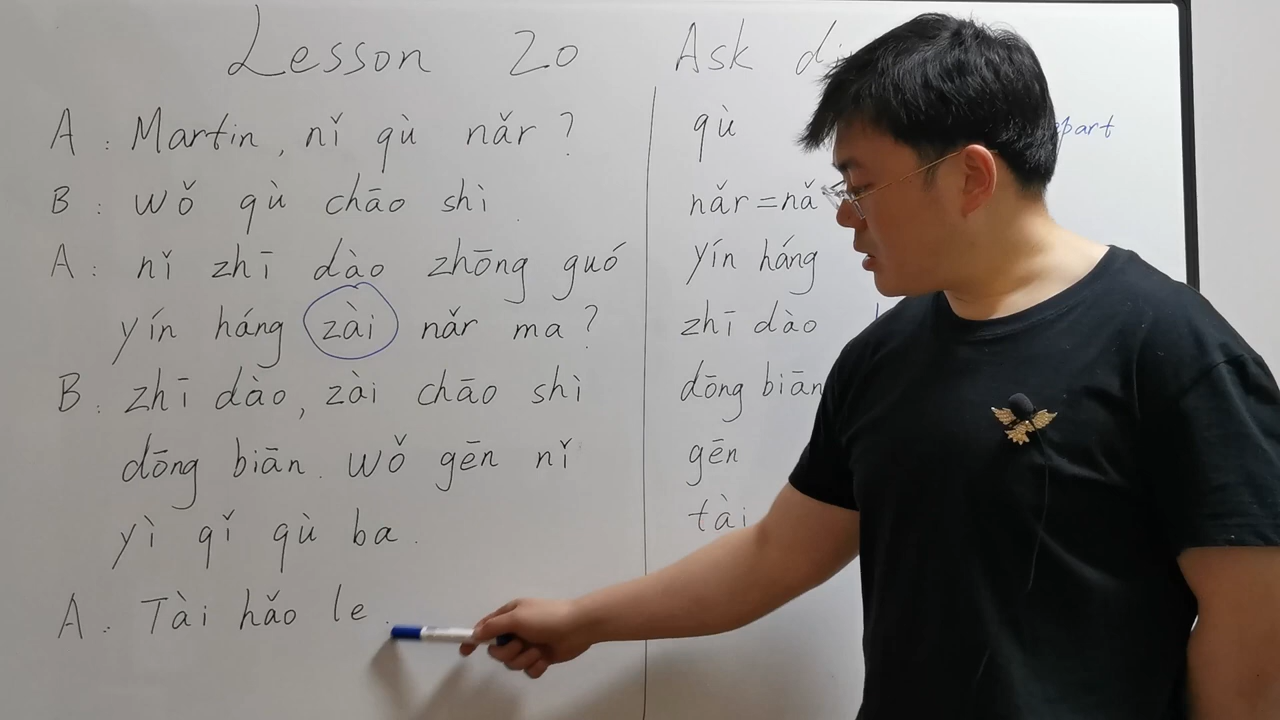 Lesson 20 Ask
A : Martin, nǐ qù nǎr ?
B : wǒ qù chāo shì .
A : nǐ zhī dào zhōng guó
yín háng zài nǎr ma ?
B : zhī dào, zài chāo shì
dōng biān . wǒ gēn nǐ
yì qǐ qù ba .
A : Tài hǎo le .
qù
nǎr = nǎ
yín háng
zhī dào
dōng biān
gēn
tài